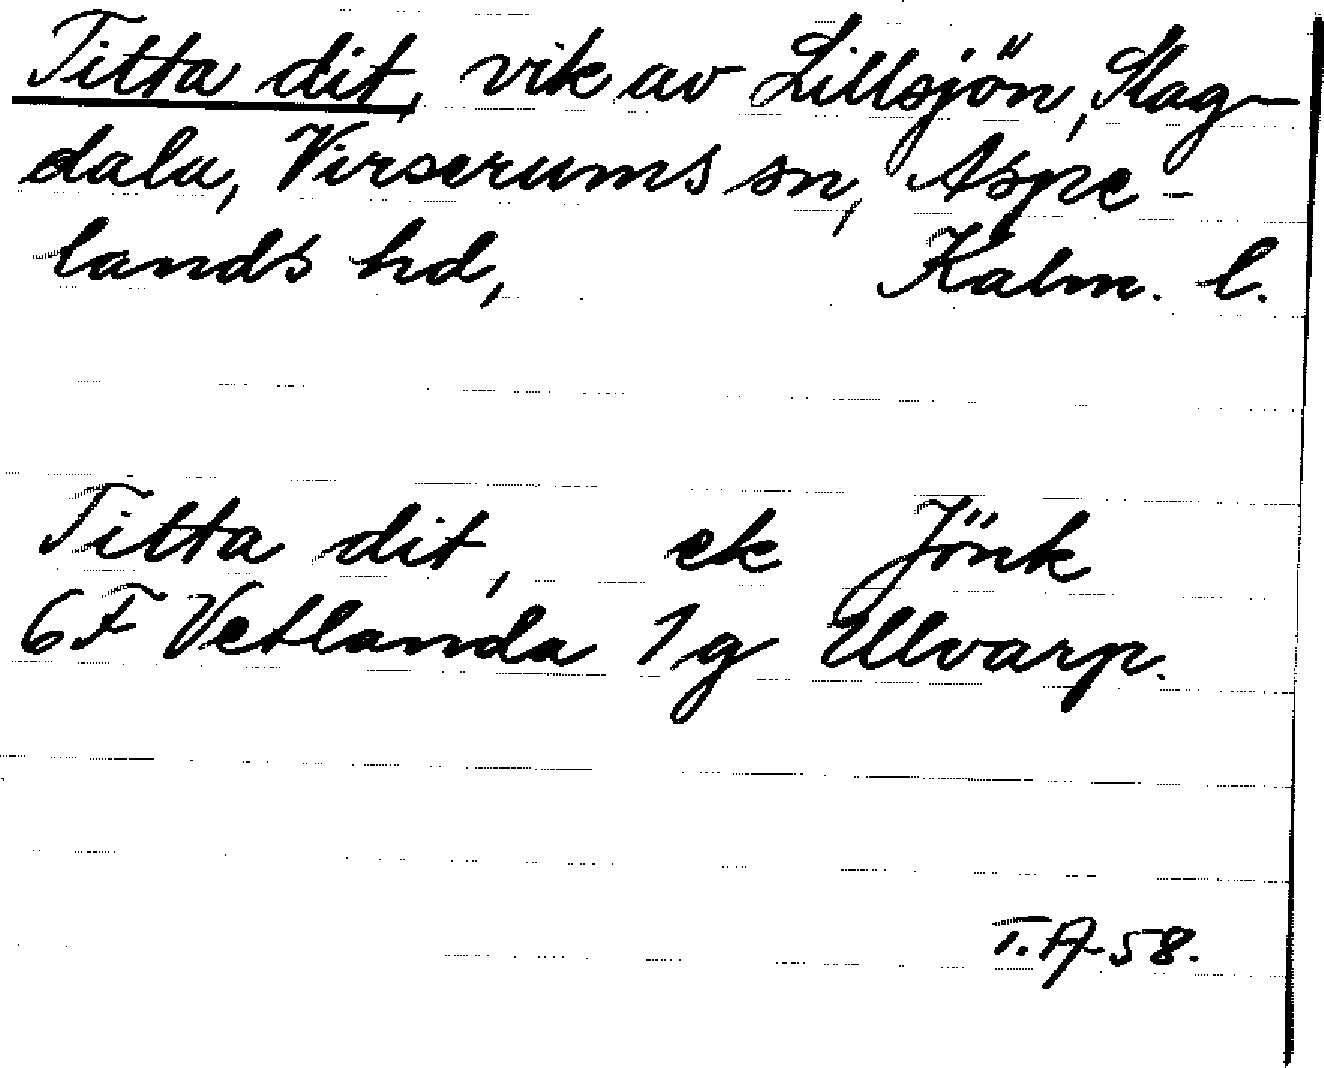 Titta dit, vik av Lillsjön, Slag-
dala, Virserums sn, Aspe-
lands hd, Kalm. l.
Titta dit, ek Jönk
6F Vetlanda 1g Ulvarp.
T.A-58.